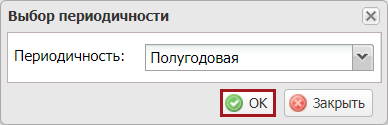 Выбор периодичности
Периодичность: Полугодовая
OK Закрыть